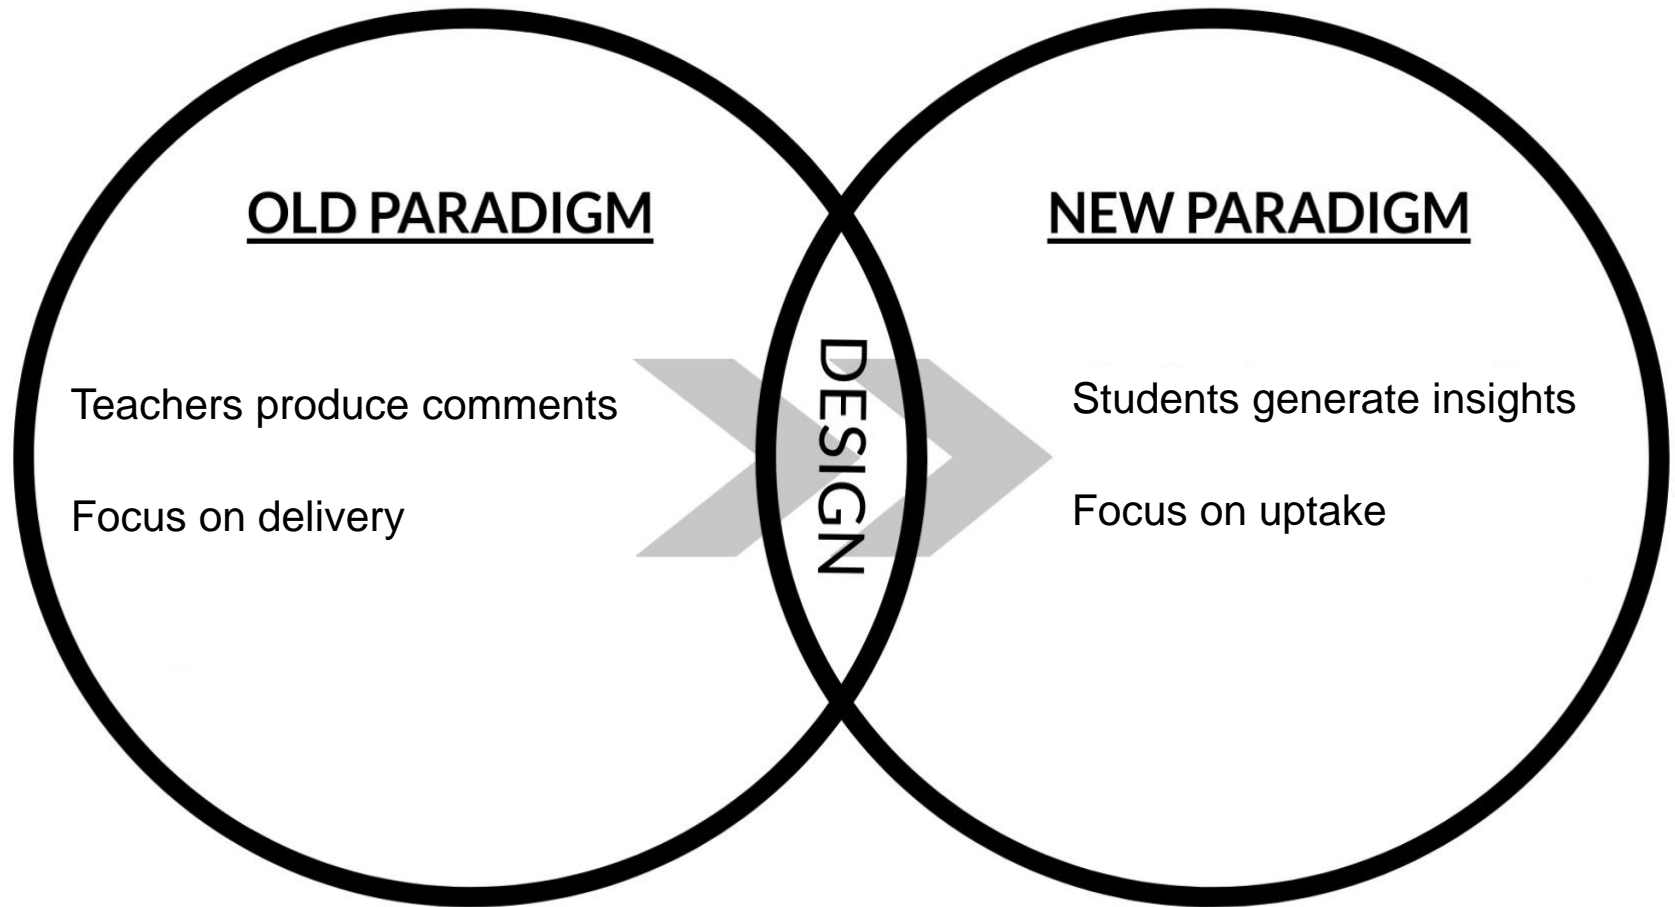 OLD PARADIGM
Teachers produce comments
Focus on delivery
DESIGN
NEW PARADIGM
Students generate insights
Focus on uptake